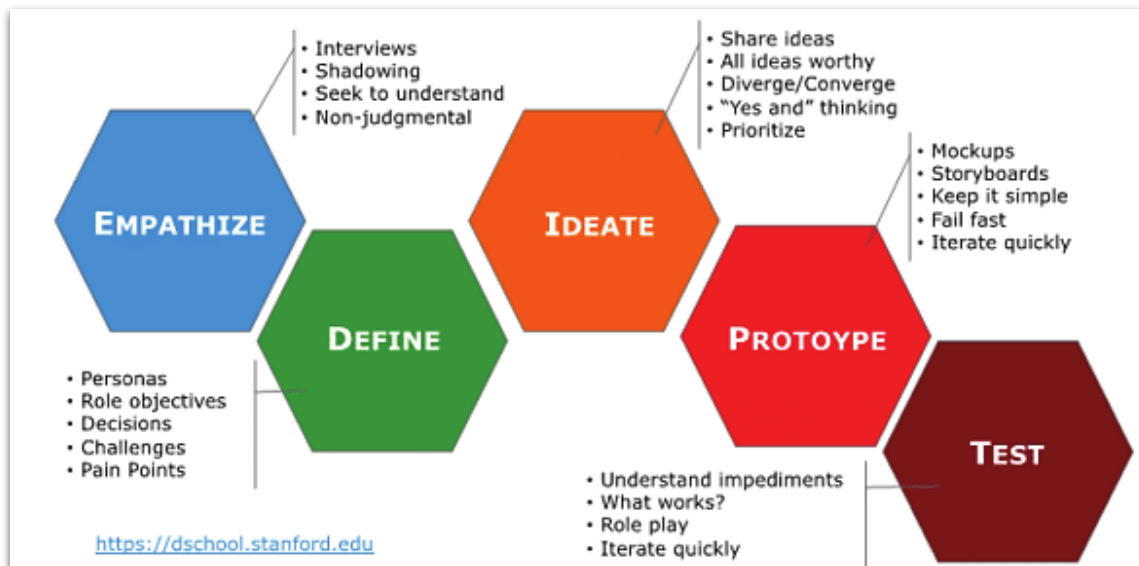 EMPATHIZE
• Interviews
• Shadowing
• Seek to understand
• Non-judgmental
DEFINE
• Personas
• Role objectives
• Decisions
• Challenges
• Pain Points
IDEATE
• Share ideas
• All ideas worthy
• Diverge/Converge
• “Yes and” thinking
• Prioritize
PROTOYPE
• Mockups
• Storyboards
• Keep it simple
• Fail fast
• Iterate quickly
TEST
• Understand impediments
• What works?
• Role play
• Iterate quickly
https://dschool.stanford.edu